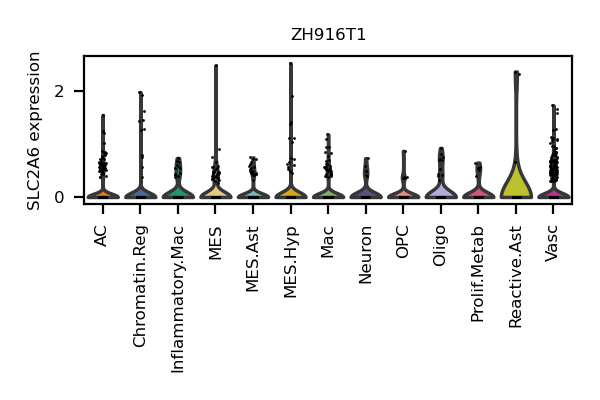 ZH916T1
SLC2A6 expression
2
0
AC
Chromatin.Reg
Inflammatory.Mac
MES
MES.Ast
MES.Hyp
Mac
Neuron
OPC
Oligo
Prolif.Metab
Reactive.Ast
Vasc